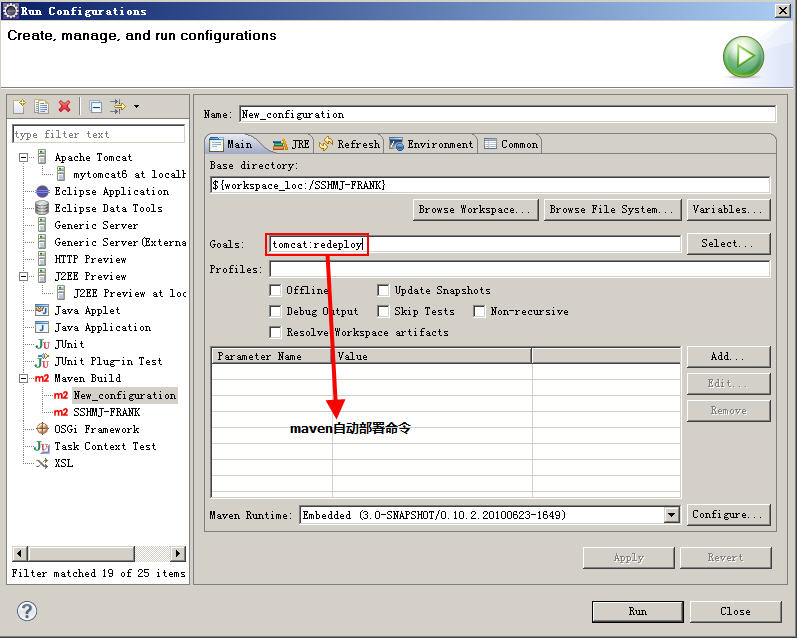 Run Configurations
Create, manage, and run configurations
type filter text
Apache Tomcat
mytomcat6 at localh
Eclipse Application
Eclipse Data Tools
Generic Server
Generic Server(Externa
HTTP Preview
J2EE Preview
J2EE Preview at loc
Java Applet
Java Application
JUnit
JUnit Plug-in Test
Maven Build
New_configuration
SSHMJ-FRANK
OSGi Framework
Task Context Test
XSL
Filter matched 19 of 25 items
Name: New_configuration
Main JRE Refresh Environment Common
Base directory:
${workspace_loc:/SSHMJ-FRANK}
Browse Workspace... Browse File System... Variables...
Goals: tomcat:redeploy Select...
Profiles:
Offline Update Snapshots
Debug Output Skip Tests Non-recursive
Resolve Workspace artifacts
Parameter Name Value Add...
Edit...
Remove
maven自动部署命令
Maven Runtime: Embedded (3.0-SNAPSHOT/0.10.2.20100623-1649) Configure...
Apply Revert
Run Close